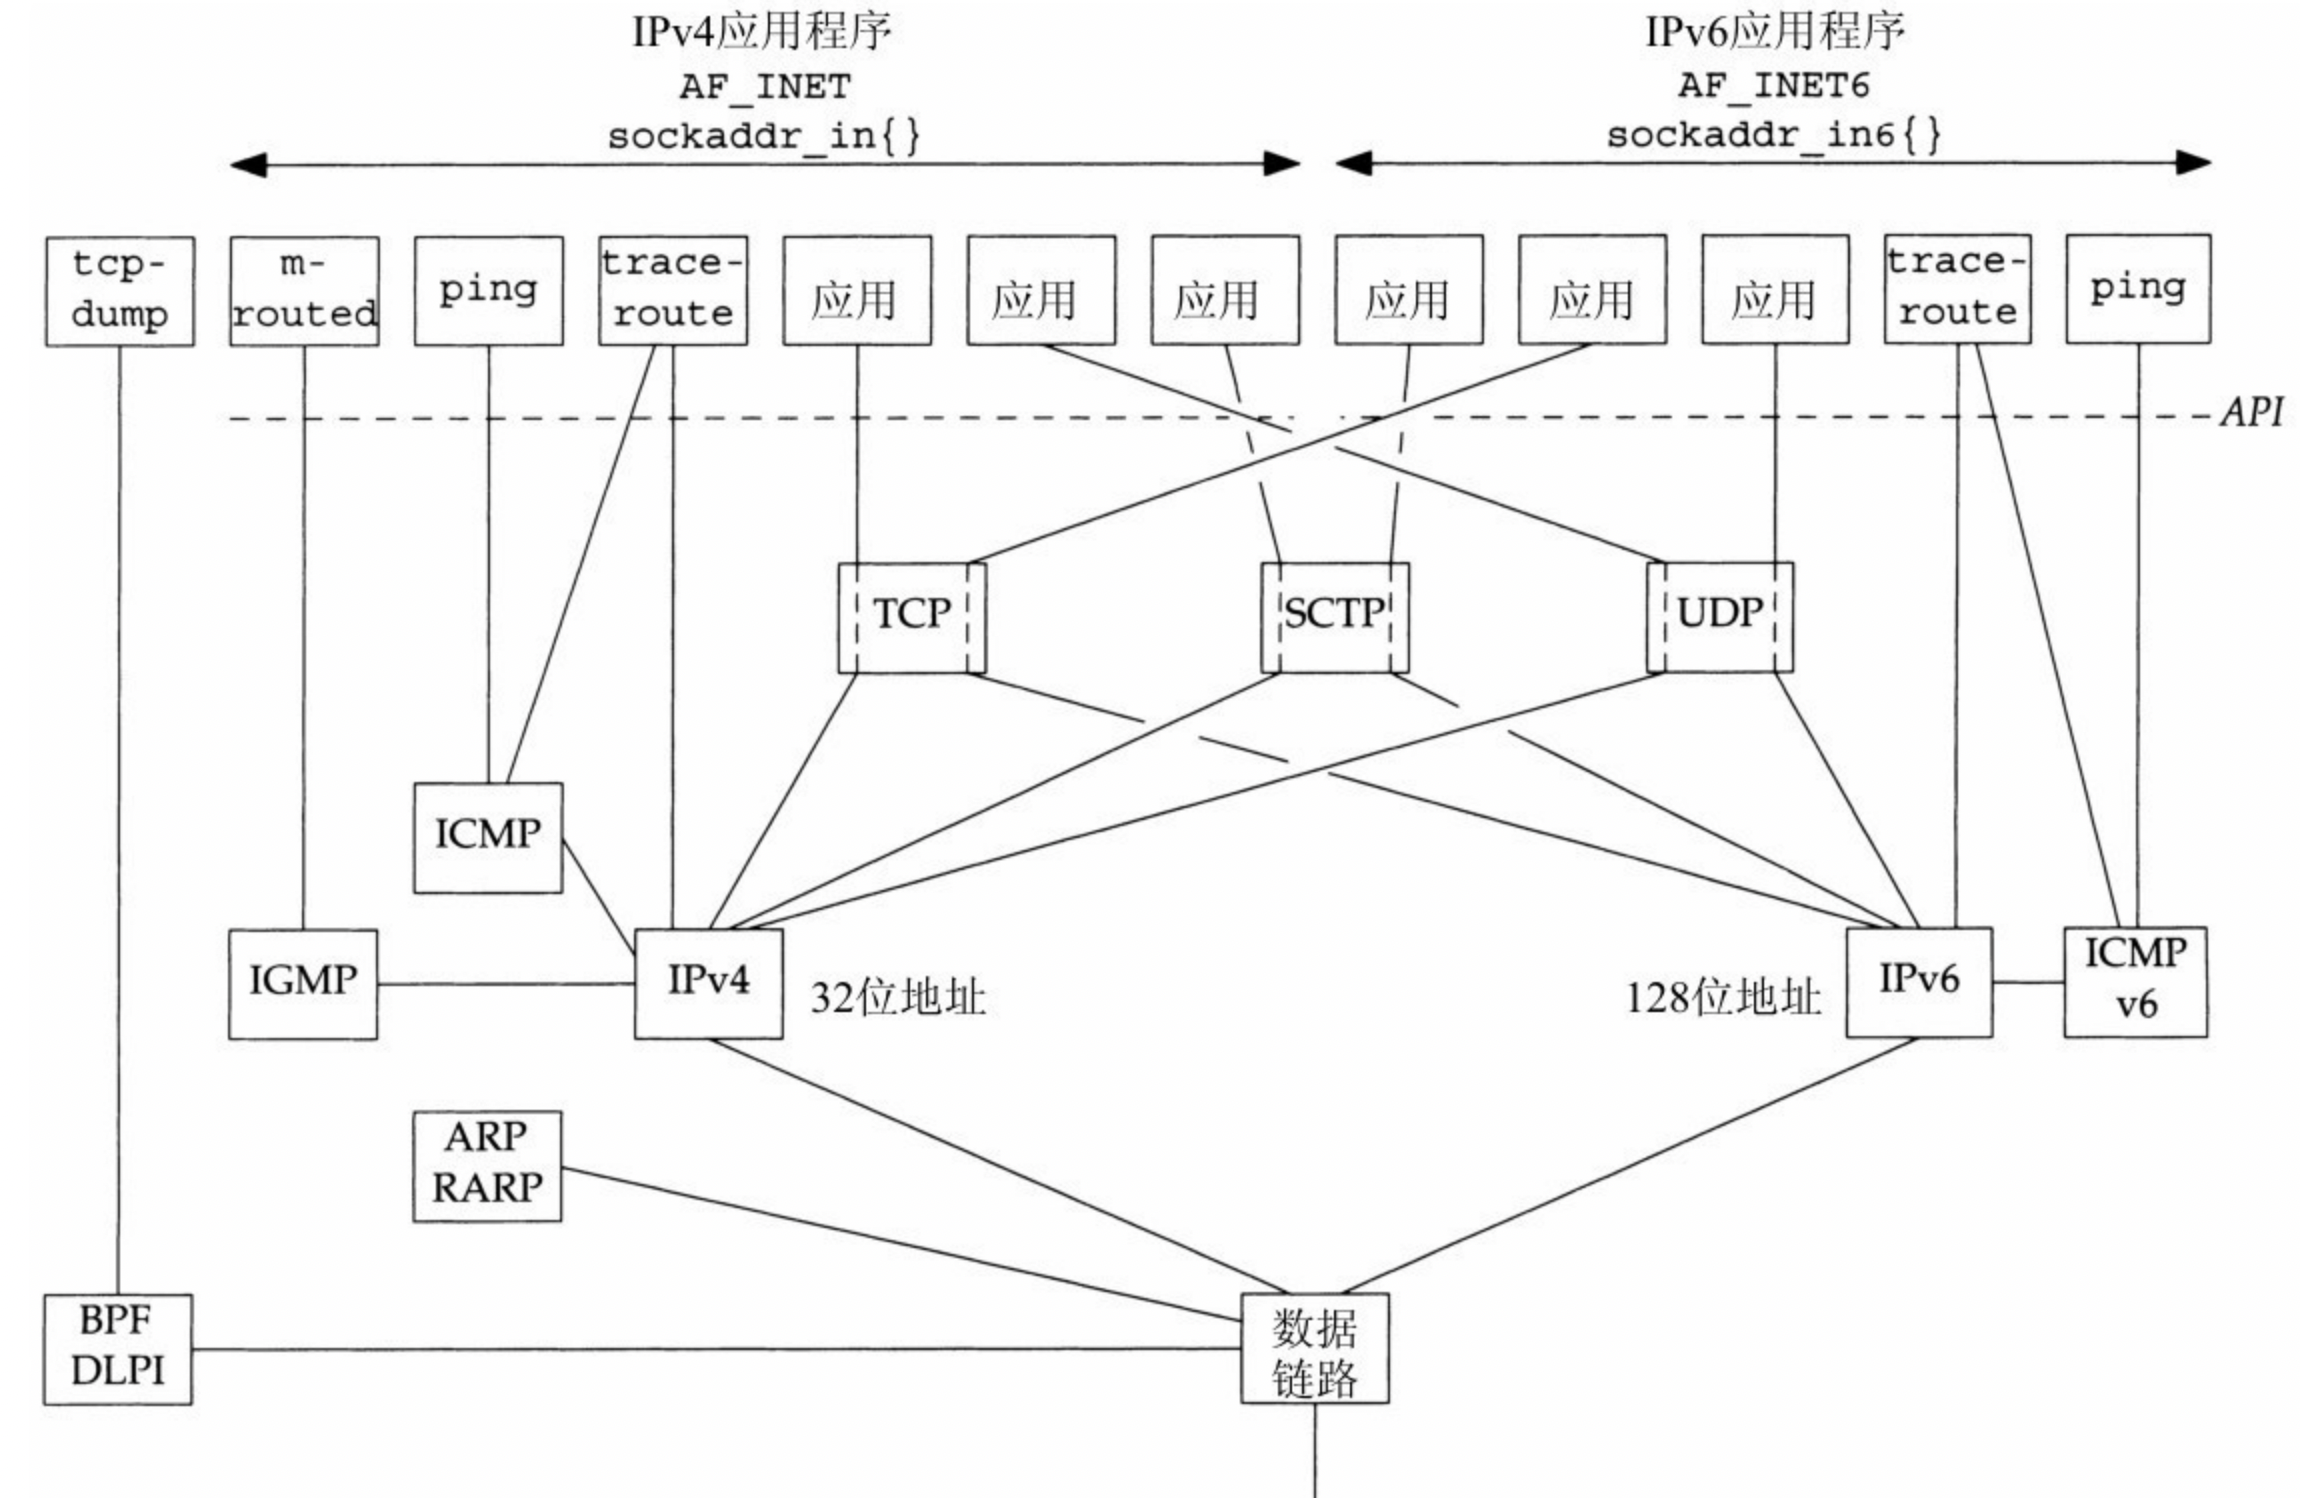 IPv4应用程序
AF_INET
sockaddr_in{}
IPv6应用程序
AF_INET6
sockaddr_in6{}
tcp-
dump
m-
routed
ping
trace-
route
应用
应用
应用
应用
应用
应用
trace-
route
ping
API
TCP
SCTP
UDP
ICMP
IGMP
IPv4
32位地址
128位地址
IPv6
ICMP
v6
ARP
RARP
BPF
DLPI
数据
链路